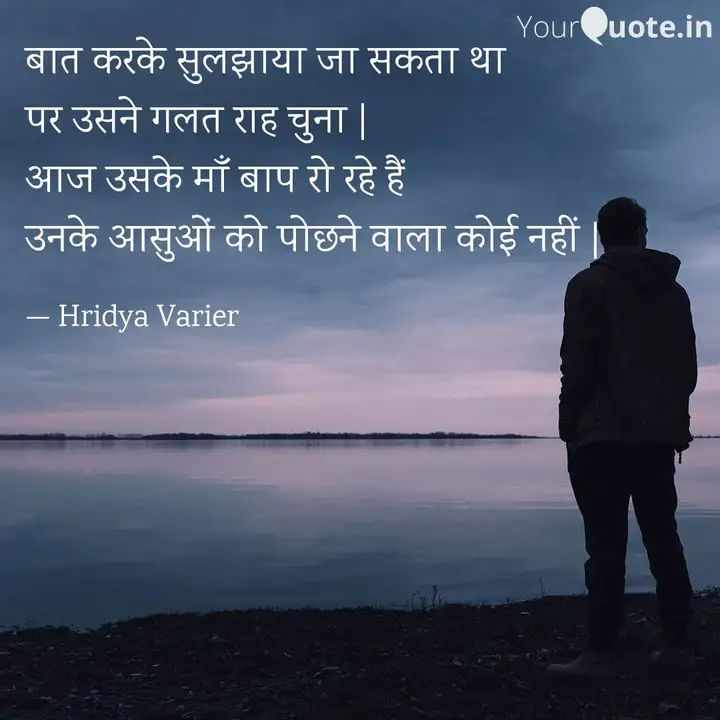 YourQuote.in
बात करके सुलझाया जा सकता था
पर उसने गलत राह चुना |
आज उसके माँ बाप रो रहे हैं
उनके आसुओं को पोछने वाला कोई नहीं |
— Hridya Varier